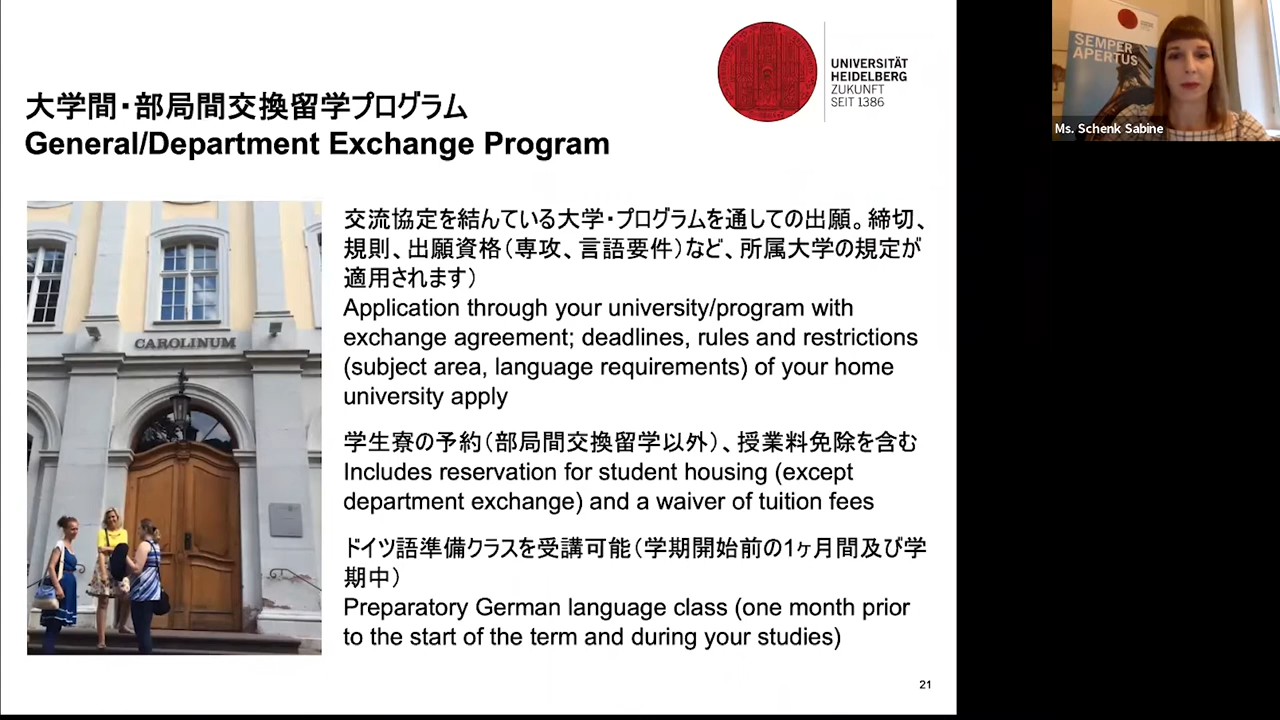 大学間・部局間交換留学プログラム
General/Department Exchange Program
UNIVERSITÄT
HEIDELBERG
ZUKUNFT
SEIT 1386
SEMPER
APERTUS
Ms. Schenk Sabine
CAROLINUM
交流協定を結んている大学・プログラムを通しての出願。締切、
規則、出願資格（専攻、言語要件）など、所属大学の規定が
適用されます）
Application through your university/program with
exchange agreement; deadlines, rules and restrictions
(subject area, language requirements) of your home
university apply
学生寮の予約（部局間交換留学以外）、授業料免除を含む
Includes reservation for student housing (except
department exchange) and a waiver of tuition fees
ドイツ語準備クラスを受講可能（学期開始前の1ヶ月間及び学
期中）
Preparatory German language class (one month prior
to the start of the term and during your studies)
21